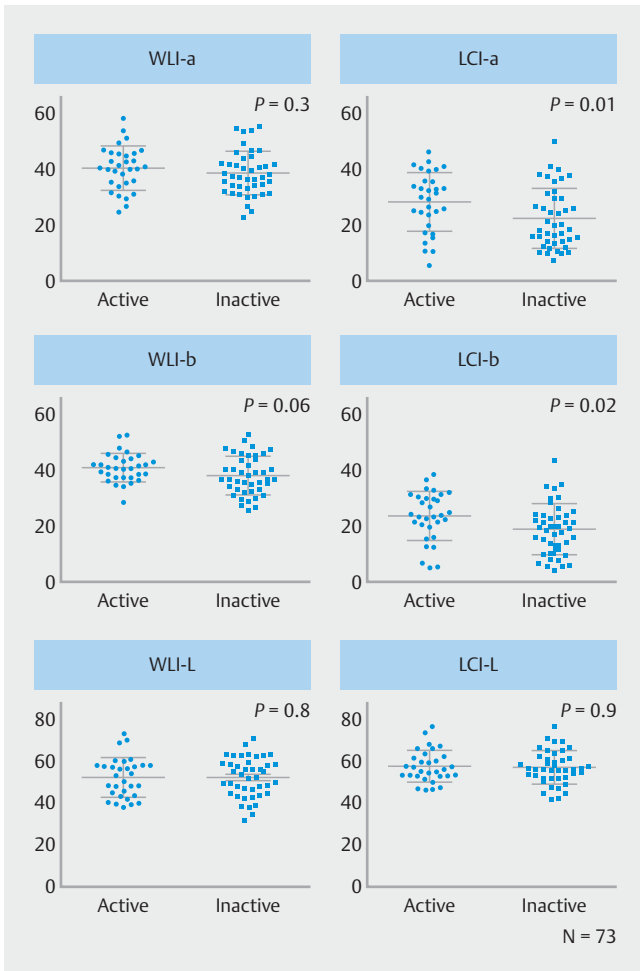 WLI-a
P = 0.3
60
40
20
0
Active Inactive
LCI-a
P = 0.01
60
40
20
0
Active Inactive
WLI-b
P = 0.06
60
40
20
0
Active Inactive
LCI-b
P = 0.02
60
40
20
0
Active Inactive
WLI-L
P = 0.8
80
60
40
20
0
Active Inactive
LCI-L
P = 0.9
80
60
40
20
0
Active Inactive
N = 73